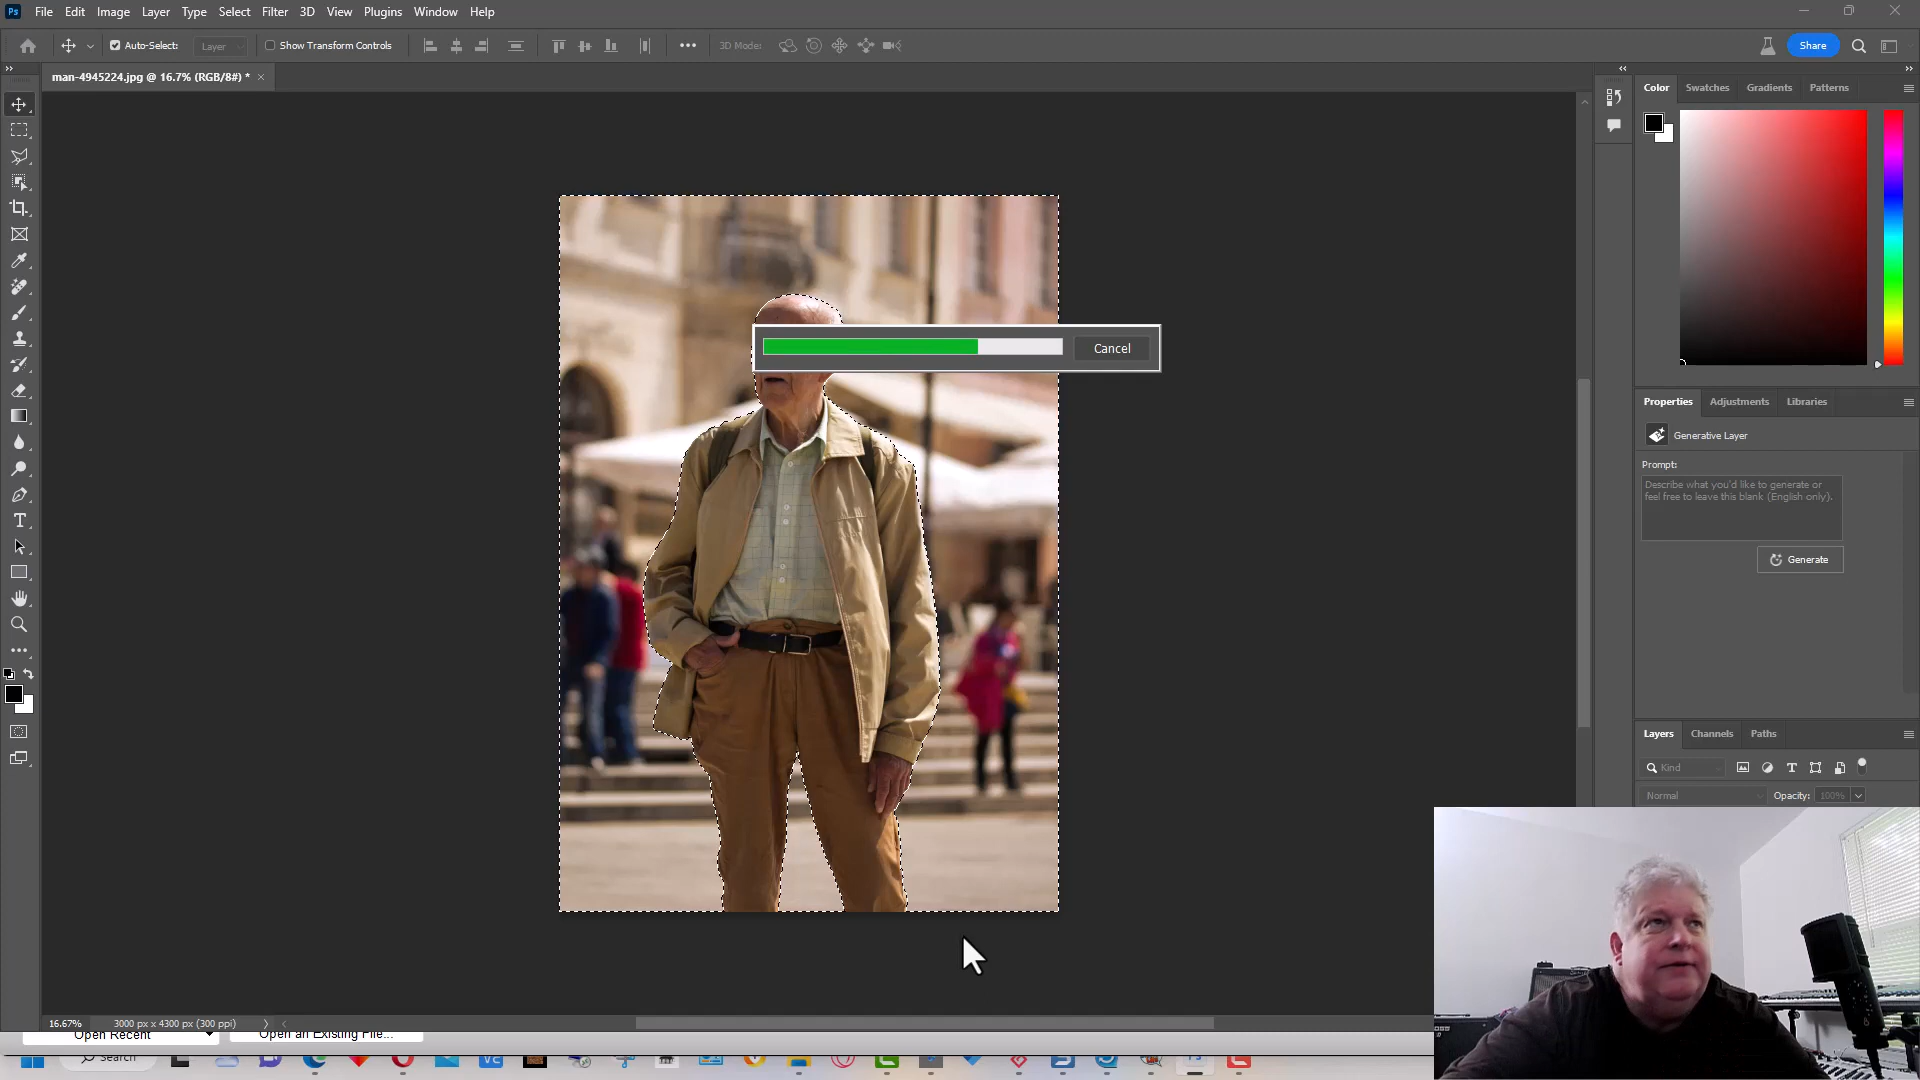 Ps File Edit Image Layer Type Select Filter 3D View Plugins Window Help
Auto-Select: Layer Show Transform Controls 3D Mode: Share
man-4945224.jpg @ 16.7% (RGB/8#) *
Color Swatches Gradients Patterns
Cancel
Properties Adjustments Libraries
Generative Layer
Prompt:
Describe what you'd like to generate or
feel free to leave this blank (English only).
Generate
Layers Channels Paths
Kind
Normal Opacity: 100%
16.67% 3000 px x 4300 px (300 ppi)
Open Recent Open an Existing File...
Search